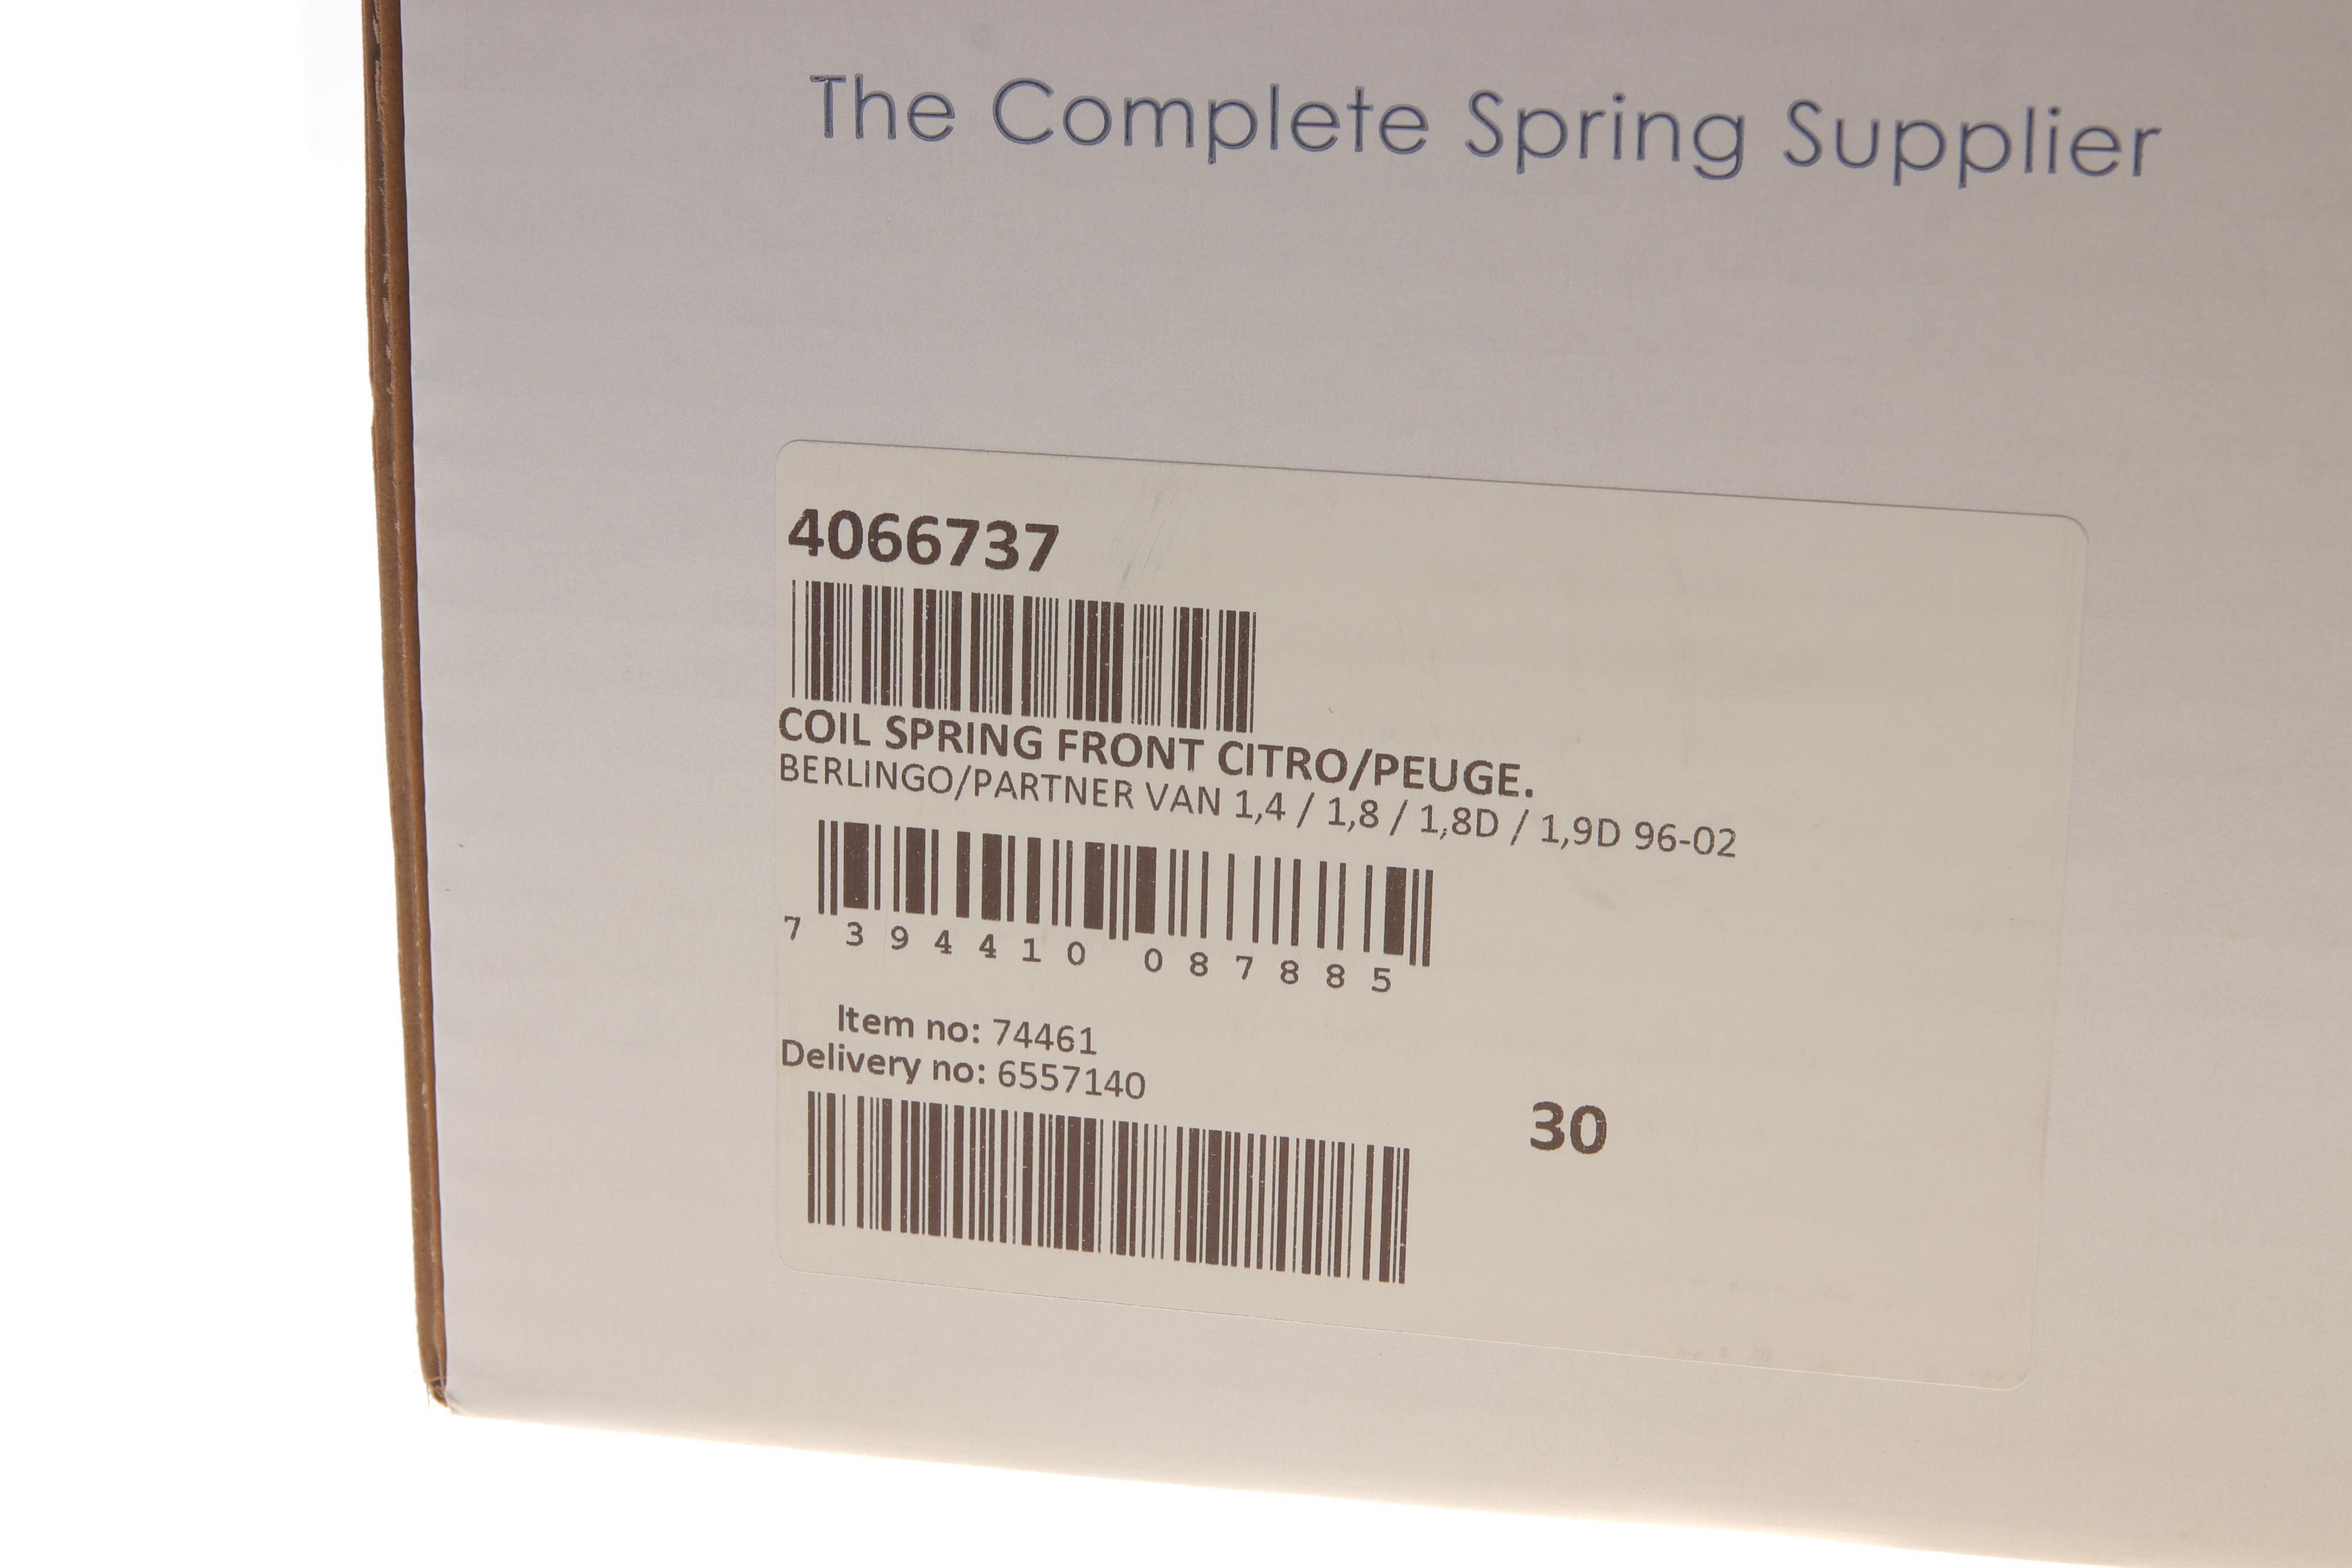 The Complete Spring Supplier
4066737
COIL SPRING FRONT CITRO/PEUGE.
BERLINGO/PARTNER VAN 1,4 / 1,8 / 1,8D / 1,9D 96-02
7 394410 087885
Item no: 74461
Delivery no: 6557140
30